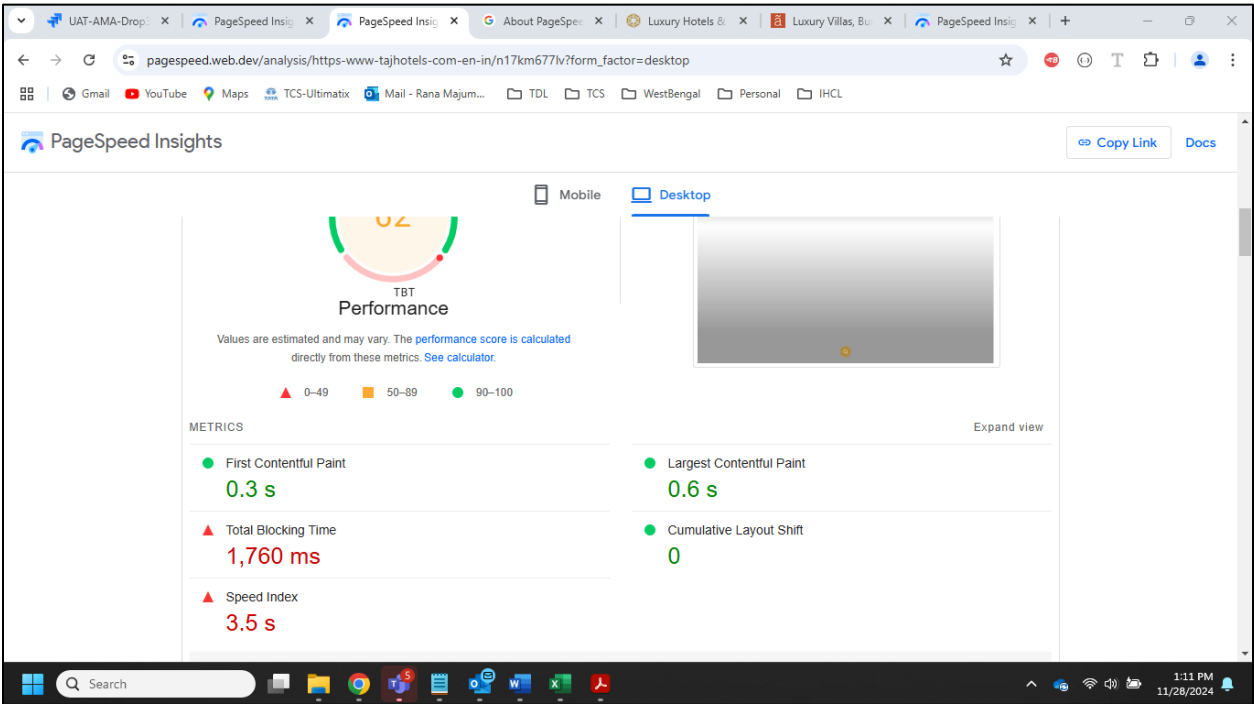 UAT-AMA-Drop
PageSpeed Insig
PageSpeed Insig
About PageSpee
Luxury Hotels &
Luxury Villas, Bu
PageSpeed Insig
pagespeed.web.dev/analysis/https-www-tajhotels-com-en-in/n17km677lv?form_factor=desktop
Gmail YouTube Maps TCS-Ultimatix Mail - Rana Majum... TDL TCS WestBengal Personal IHCL
PageSpeed Insights
Copy Link Docs
Mobile Desktop
62
TBT
Performance
Values are estimated and may vary. The performance score is calculated
directly from these metrics. See calculator.
0–49 50–89 90–100
METRICS Expand view
First Contentful Paint
0.3 s
Largest Contentful Paint
0.6 s
Total Blocking Time
1,760 ms
Cumulative Layout Shift
0
Speed Index
3.5 s
Search
5
1:11 PM
11/28/2024